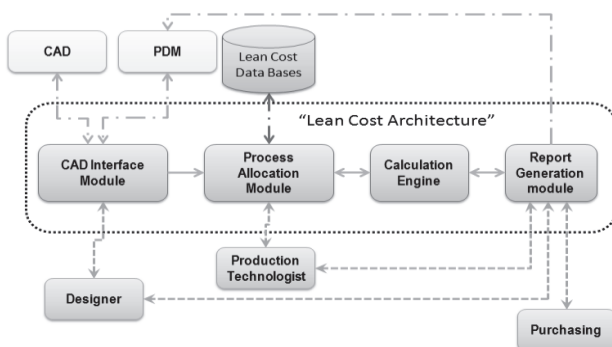 CAD
PDM
Lean Cost
Data Bases
“Lean Cost Architecture”
CAD Interface
Module
Process
Allocation
Module
Calculation
Engine
Report
Generation
module
Production
Technologist
Designer
Purchasing